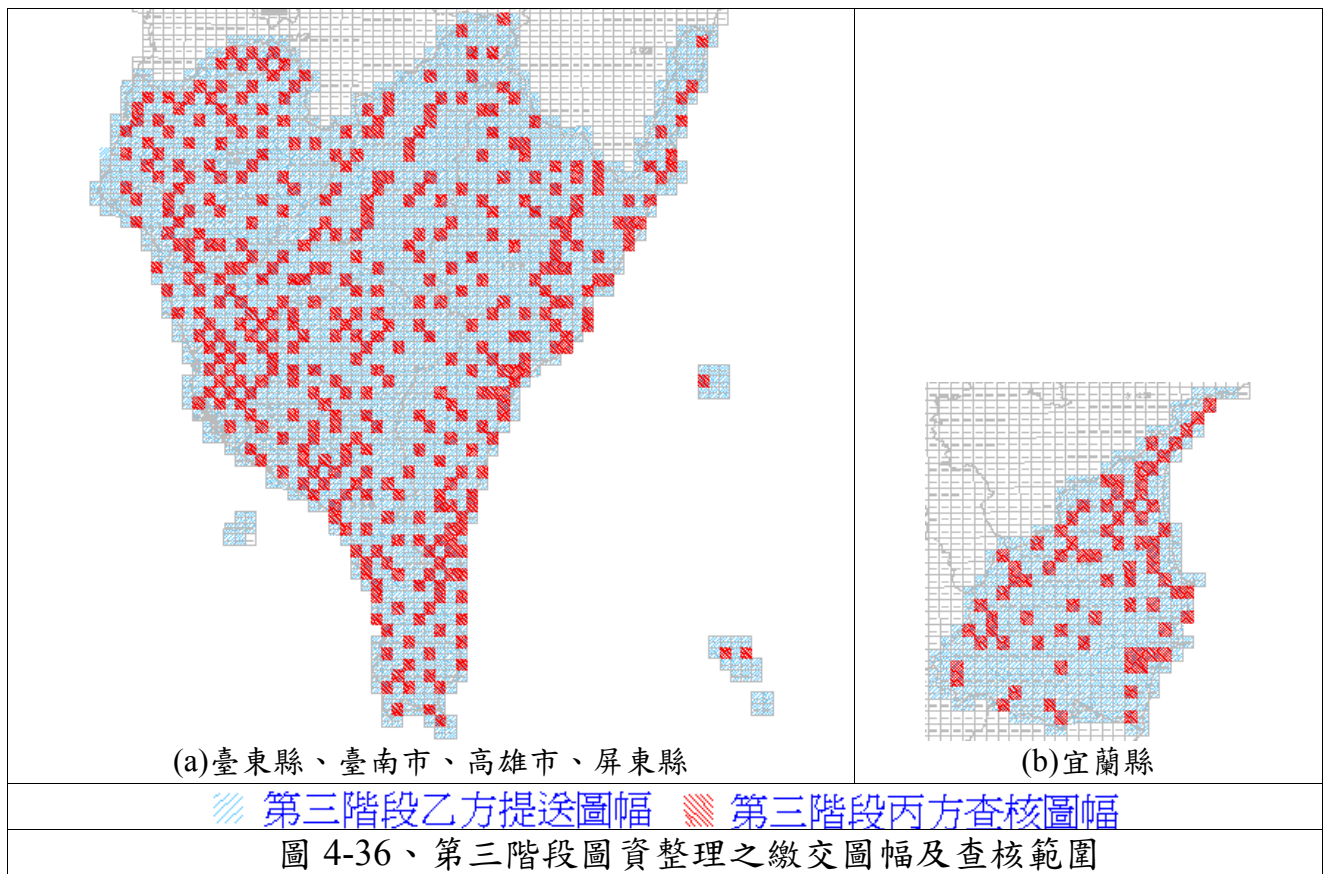 (a)臺東縣、臺南市、高雄市、屏東縣
(b)宜蘭縣
第三階段乙方提送圖幅 第三階段丙方查核圖幅
圖 4-36、第三階段圖資整理之繳交圖幅及查核範圍